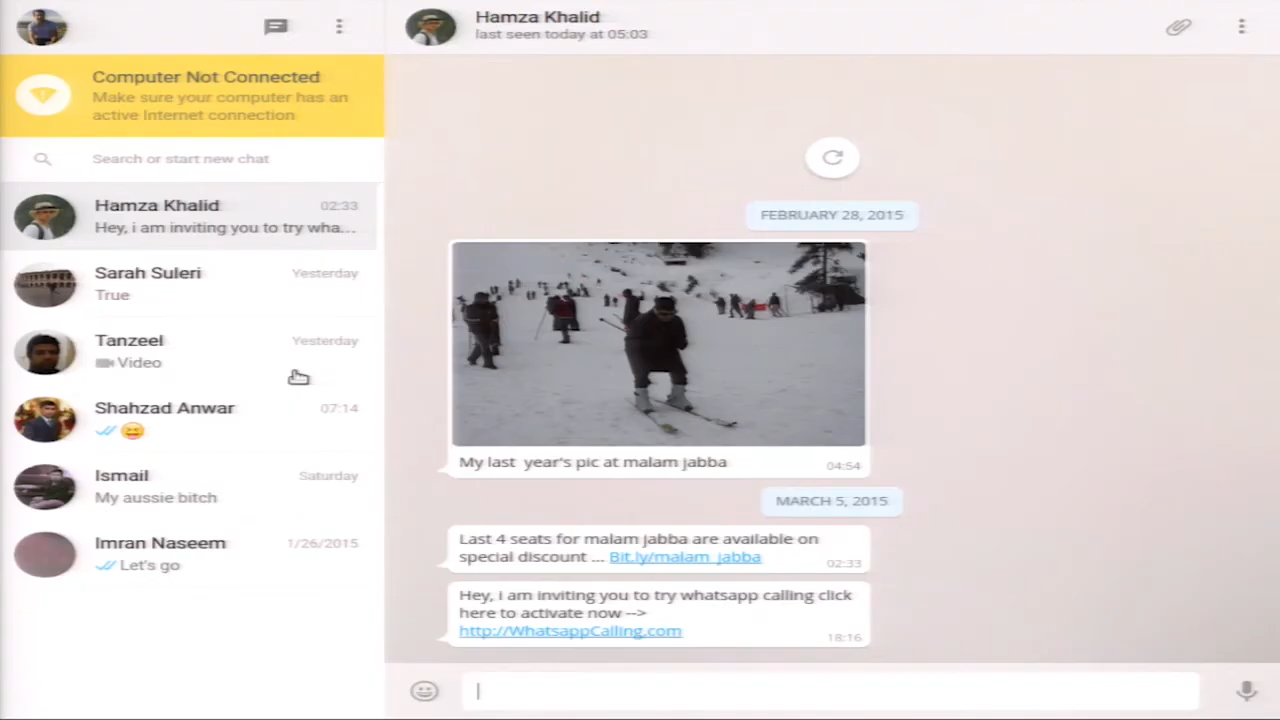 Hamza Khalid
last seen today at 05:03
Computer Not Connected
Make sure your computer has an
active Internet connection
Search or start new chat
Hamza Khalid 02:33
Hey, i am inviting you to try wha...
Sarah Suleri Yesterday
True
Tanzeel Yesterday
Video
Shahzad Anwar 07:14
Ismail Saturday
My aussie bitch
Imran Naseem 1/26/2015
Let's go
FEBRUARY 28, 2015
My last year's pic at malam jabba 04:54
MARCH 5, 2015
Last 4 seats for malam jabba are available on
special discount ... Bit.ly/malam_jabba 02:33
Hey, i am inviting you to try whatsapp calling click
here to activate now -->
http://WhatsappCalling.com 18:16